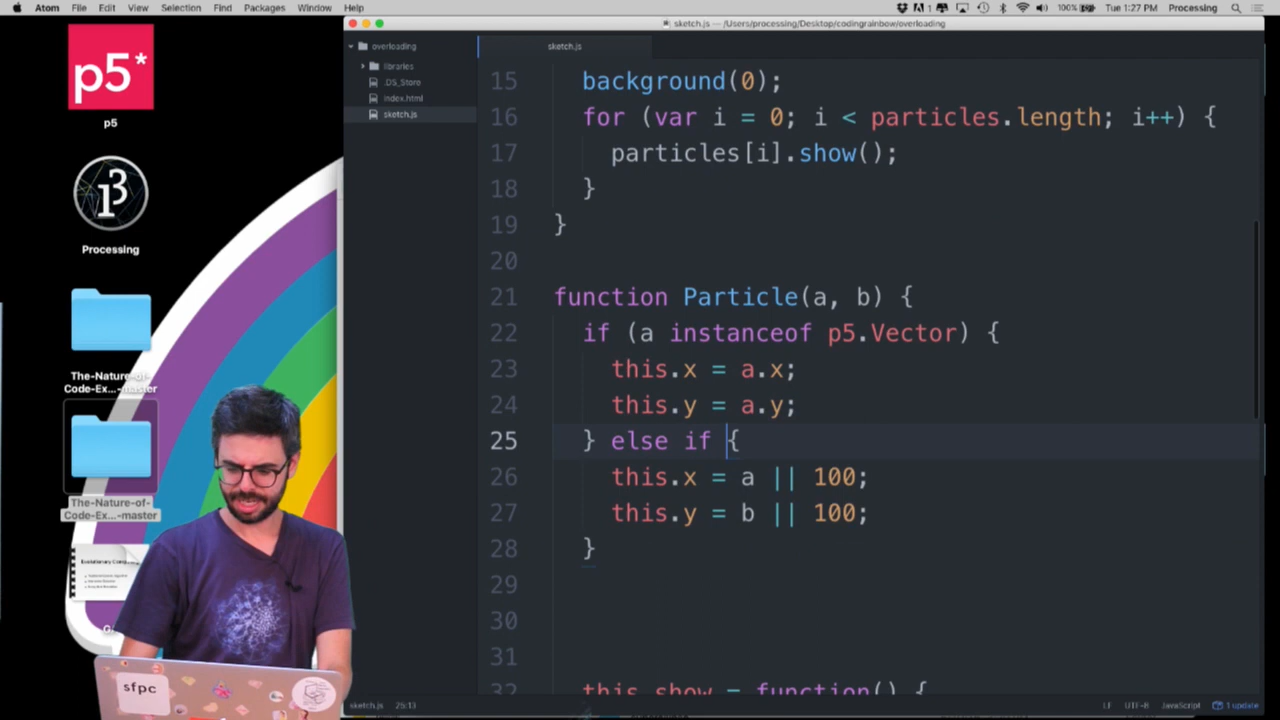 Atom File Edit View Selection Find Packages Window Help
1 100% Tue 1:27 PM Processing
p5*
p5
Processing
The-Nature-of-
Code-Ex...-master
The-Nature-of-
Code-Ex...-master
sfpc
sketch.js — /Users/processing/Desktop/codingrainbow/overloading
overloading
libraries
.DS_Store
index.html
sketch.js
sketch.js
15 background(0);
16 for (var i = 0; i < particles.length; i++) {
17 particles[i].show();
18 }
19 }
20
21 function Particle(a, b) {
22 if (a instanceof p5.Vector) {
23 this.x = a.x;
24 this.y = a.y;
25 } else if {
26 this.x = a || 100;
27 this.y = b || 100;
28 }
29
30
31
32 this.show = function() {
sketch.js 25:13 LF UTF-8 JavaScript 1 update